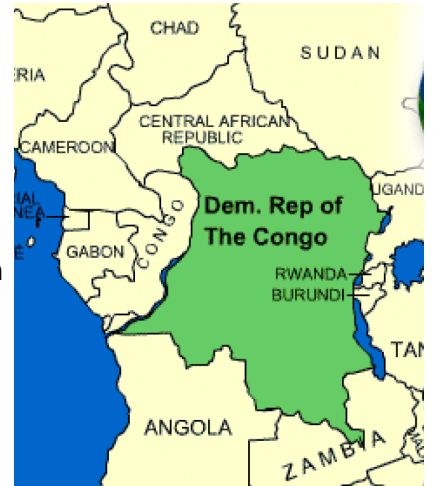 CHAD
SUDAN
ERIA
CENTRAL AFRICAN
REPUBLIC
CAMEROON
UGAND
Dem. Rep of
The Congo
CONGO
GABON
RWANDA
BURUNDI
TAN
ANGOLA
ZAMBIA